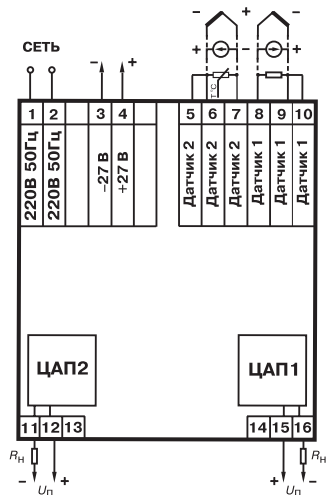 − +
− +
СЕТЬ
− +
+ −
− +
T °C
1 2 3 4 5 6 7 8 9 10
220В 50Гц
220В 50Гц
−27 В
+27 В
Датчик 2
Датчик 2
Датчик 2
Датчик 1
Датчик 1
Датчик 1
ЦАП2
ЦАП1
11 12 13
14 15 16
Rн
Rн
− +
+ −
Uп
Uп